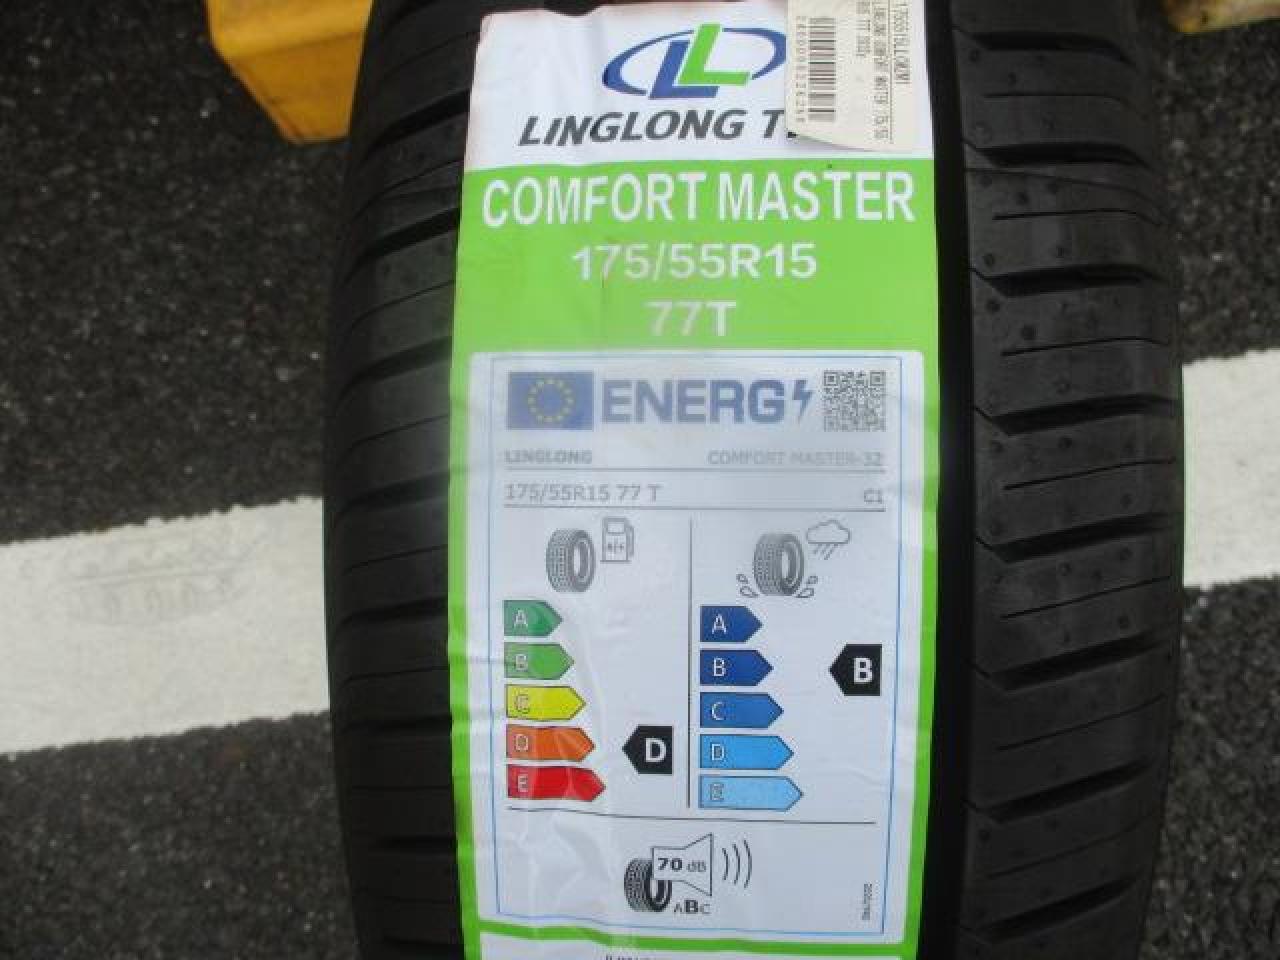 LINGLONG
COMFORT MASTER
175/55R15
77T
ENERG
LINGLONG COMFORT MASTER-32
175/55R15 77 T C1
A
B
C
D
E
D
A
B
C
D
E
B
70 dB
ABC